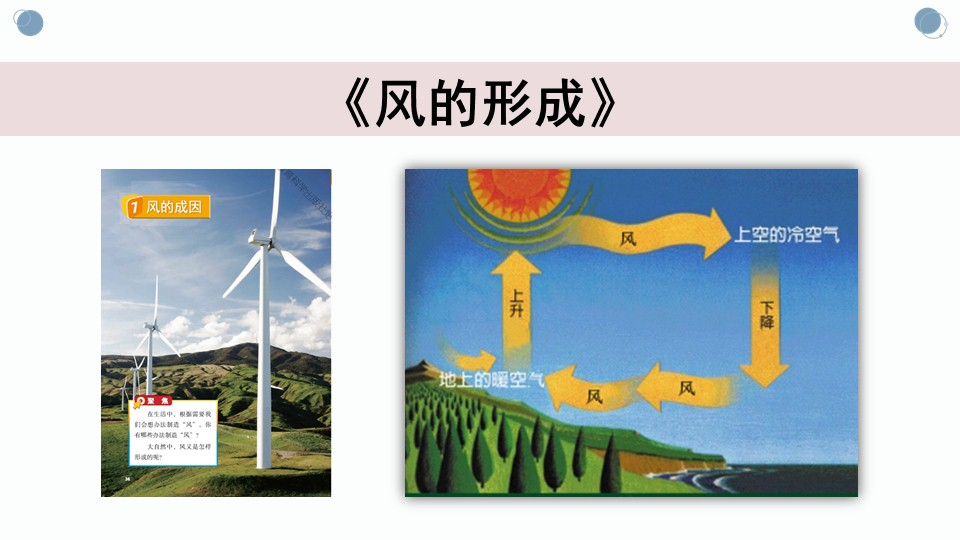 《风的形成》
1 风的成因
聚 焦
在生活中，根据需要我
们会想办法制造“风”。你
有哪些办法制造“风”？
大自然中，风又是怎样
形成的呢？
风
上空的冷空气
上升
下降
地上的暖空气
风
风